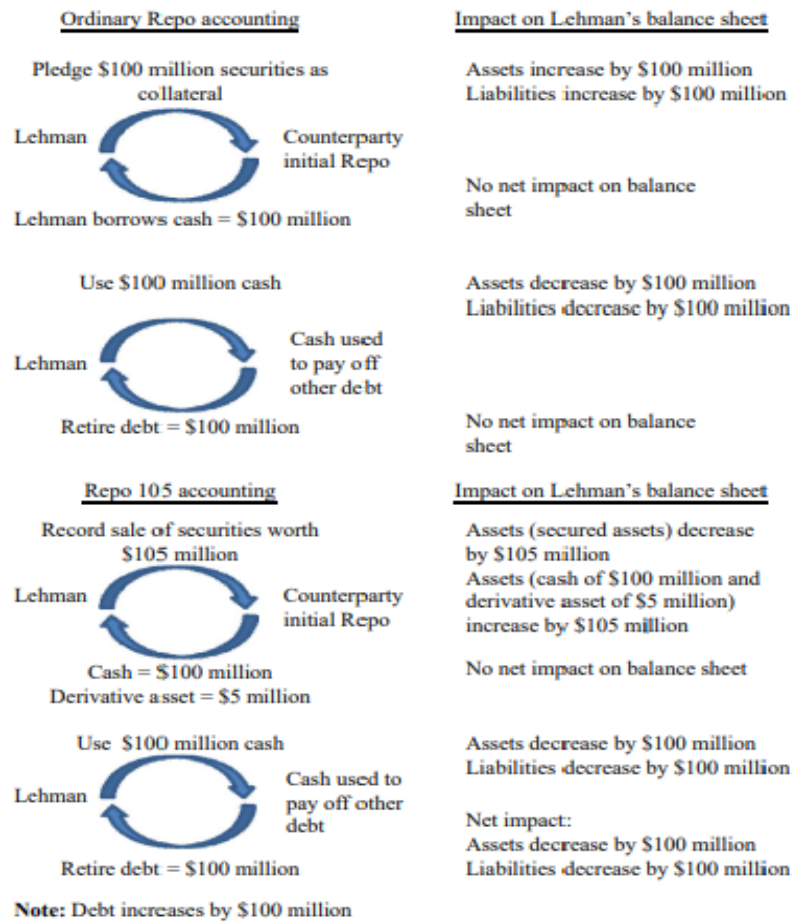 Ordinary Repo accounting
Impact on Lehman's balance sheet
Pledge $100 million securities as
collateral
Assets increase by $100 million
Liabilities increase by $100 million
Lehman
Counterparty
initial Repo
No net impact on balance
sheet
Lehman borrows cash = $100 million
Use $100 million cash
Assets decrease by $100 million
Liabilities decrease by $100 million
Lehman
Cash used
to pay off
other debt
Retire debt = $100 million
No net impact on balance
sheet
Repo 105 accounting
Impact on Lehman's balance sheet
Record sale of securities worth
$105 million
Assets (secured assets) decrease
by $105 million
Assets (cash of $100 million and
derivative asset of $5 million)
increase by $105 million
Lehman
Counterparty
initial Repo
Cash = $100 million
Derivative asset = $5 million
No net impact on balance sheet
Use $100 million cash
Assets decrease by $100 million
Liabilities decrease by $100 million
Lehman
Cash used to
pay off other
debt
Net impact:
Assets decrease by $100 million
Liabilities decrease by $100 million
Retire debt = $100 million
Note: Debt increases by $100 million